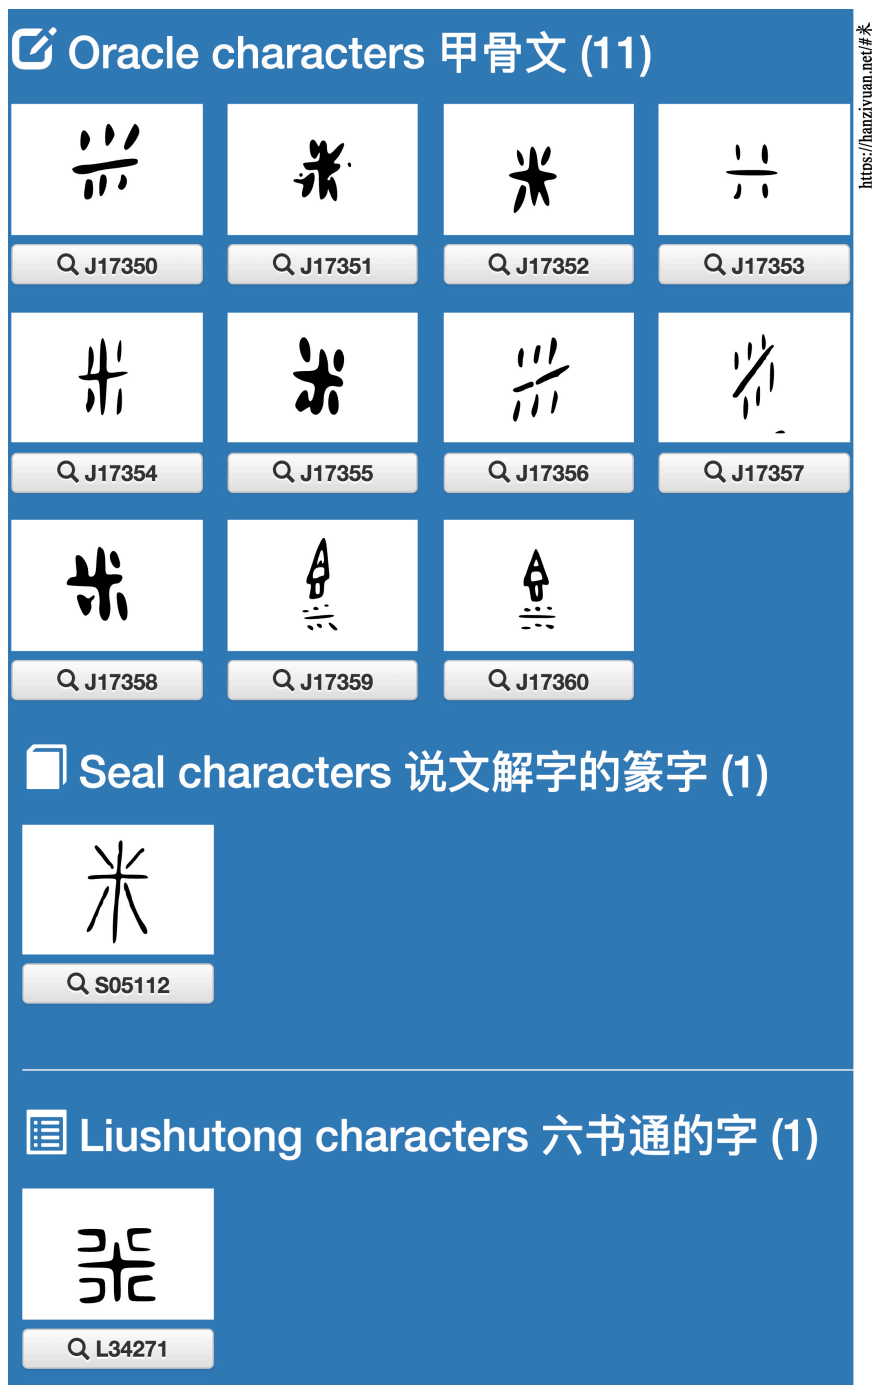 Oracle characters 甲骨文 (11)
https://hanziyuan.net/#米
J17350 J17351 J17352 J17353
J17354 J17355 J17356 J17357
J17358 J17359 J17360
Seal characters 说文解字的篆字 (1)
米
S05112
Liushutong characters 六书通的字 (1)
L34271